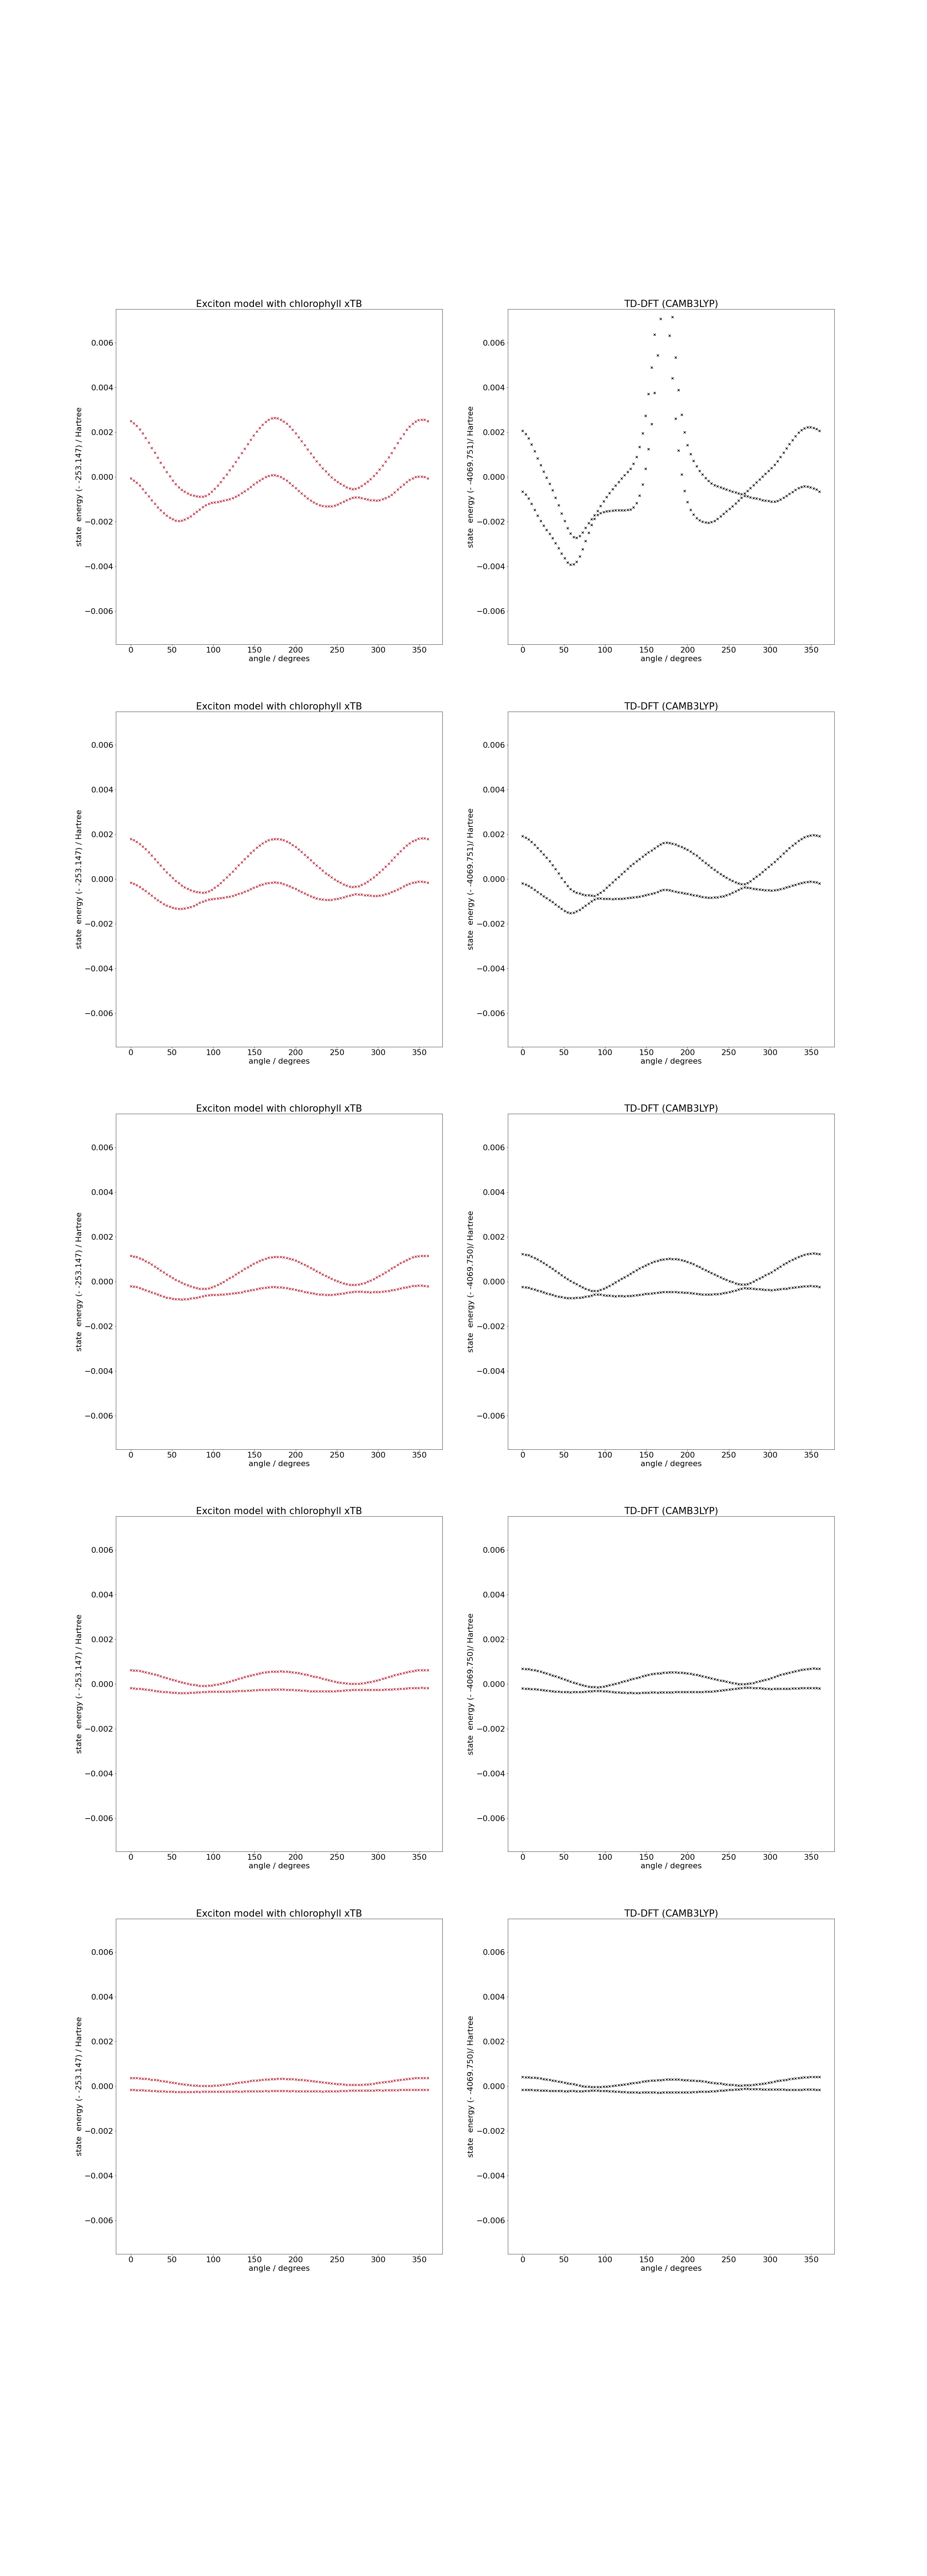 Exciton model with chlorophyll xTB
TD-DFT (CAMB3LYP)
state  energy (- -253.147) / Hartree
0.006
0.004
0.002
0.000
−0.002
−0.004
−0.006
0 50 100 150 200 250 300 350
angle / degrees
state  energy (- -4069.751)/ Hartree
0.006
0.004
0.002
0.000
−0.002
−0.004
−0.006
0 50 100 150 200 250 300 350
angle / degrees
Exciton model with chlorophyll xTB
TD-DFT (CAMB3LYP)
state  energy (- -253.147) / Hartree
0.006
0.004
0.002
0.000
−0.002
−0.004
−0.006
0 50 100 150 200 250 300 350
angle / degrees
state  energy (- -4069.751)/ Hartree
0.006
0.004
0.002
0.000
−0.002
−0.004
−0.006
0 50 100 150 200 250 300 350
angle / degrees
Exciton model with chlorophyll xTB
TD-DFT (CAMB3LYP)
state  energy (- -253.147) / Hartree
0.006
0.004
0.002
0.000
−0.002
−0.004
−0.006
0 50 100 150 200 250 300 350
angle / degrees
state  energy (- -4069.750)/ Hartree
0.006
0.004
0.002
0.000
−0.002
−0.004
−0.006
0 50 100 150 200 250 300 350
angle / degrees
Exciton model with chlorophyll xTB
TD-DFT (CAMB3LYP)
state  energy (- -253.147) / Hartree
0.006
0.004
0.002
0.000
−0.002
−0.004
−0.006
0 50 100 150 200 250 300 350
angle / degrees
state  energy (- -4069.750)/ Hartree
0.006
0.004
0.002
0.000
−0.002
−0.004
−0.006
0 50 100 150 200 250 300 350
angle / degrees
Exciton model with chlorophyll xTB
TD-DFT (CAMB3LYP)
state  energy (- -253.147) / Hartree
0.006
0.004
0.002
0.000
−0.002
−0.004
−0.006
0 50 100 150 200 250 300 350
angle / degrees
state  energy (- -4069.750)/ Hartree
0.006
0.004
0.002
0.000
−0.002
−0.004
−0.006
0 50 100 150 200 250 300 350
angle / degrees